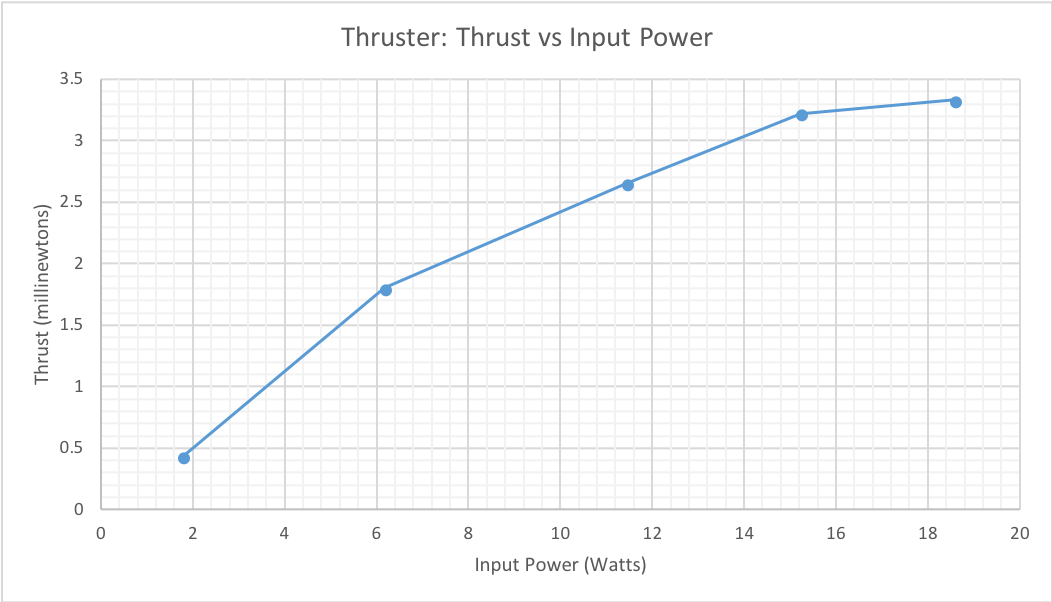 Thruster: Thrust vs Input Power
3.5
3
2.5
2
1.5
1
0.5
0
Thrust (millinewtons)
0 2 4 6 8 10 12 14 16 18 20
Input Power (Watts)